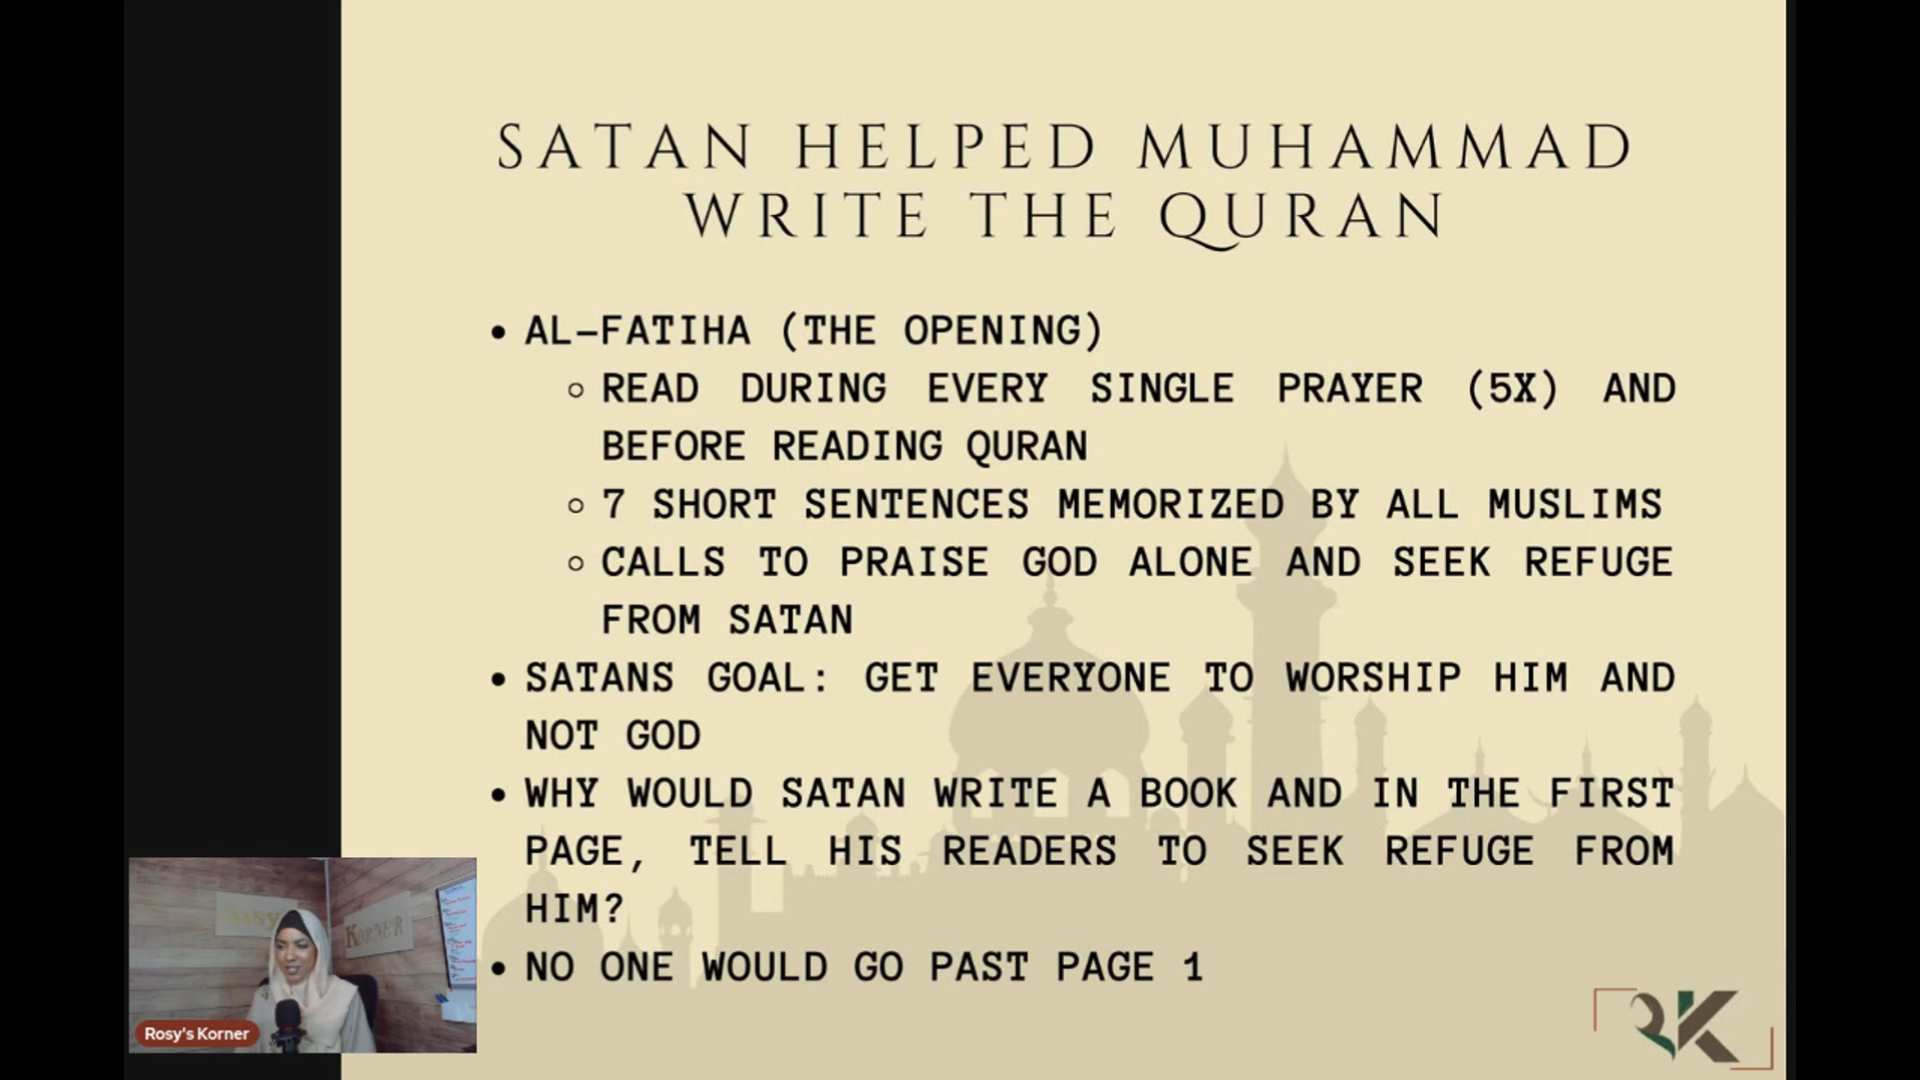 SATAN HELPED MUHAMMAD
WRITE THE QURAN
• AL-FATIHA (THE OPENING)
◦ READ DURING EVERY SINGLE PRAYER (5X) AND
BEFORE READING QURAN
◦ 7 SHORT SENTENCES MEMORIZED BY ALL MUSLIMS
◦ CALLS TO PRAISE GOD ALONE AND SEEK REFUGE
FROM SATAN
• SATANS GOAL: GET EVERYONE TO WORSHIP HIM AND
NOT GOD
• WHY WOULD SATAN WRITE A BOOK AND IN THE FIRST
PAGE, TELL HIS READERS TO SEEK REFUGE FROM
HIM?
• NO ONE WOULD GO PAST PAGE 1
Rosy's
KORNER
Rosy's Korner
RK